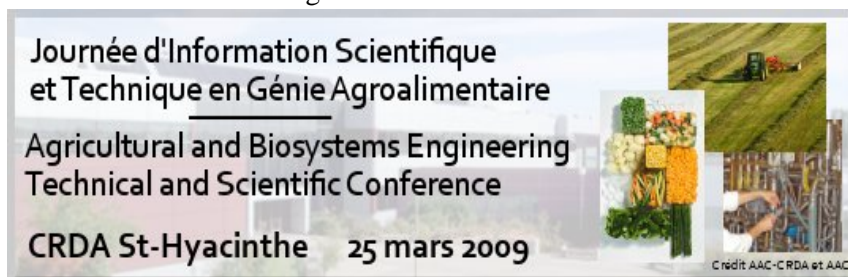 Journée d'Information Scientifique
et Technique en Génie Agroalimentaire
Agricultural and Biosystems Engineering
Technical and Scientific Conference
CRDA St-Hyacinthe 25 mars 2009
Crédit AAC-CRDA et AAC